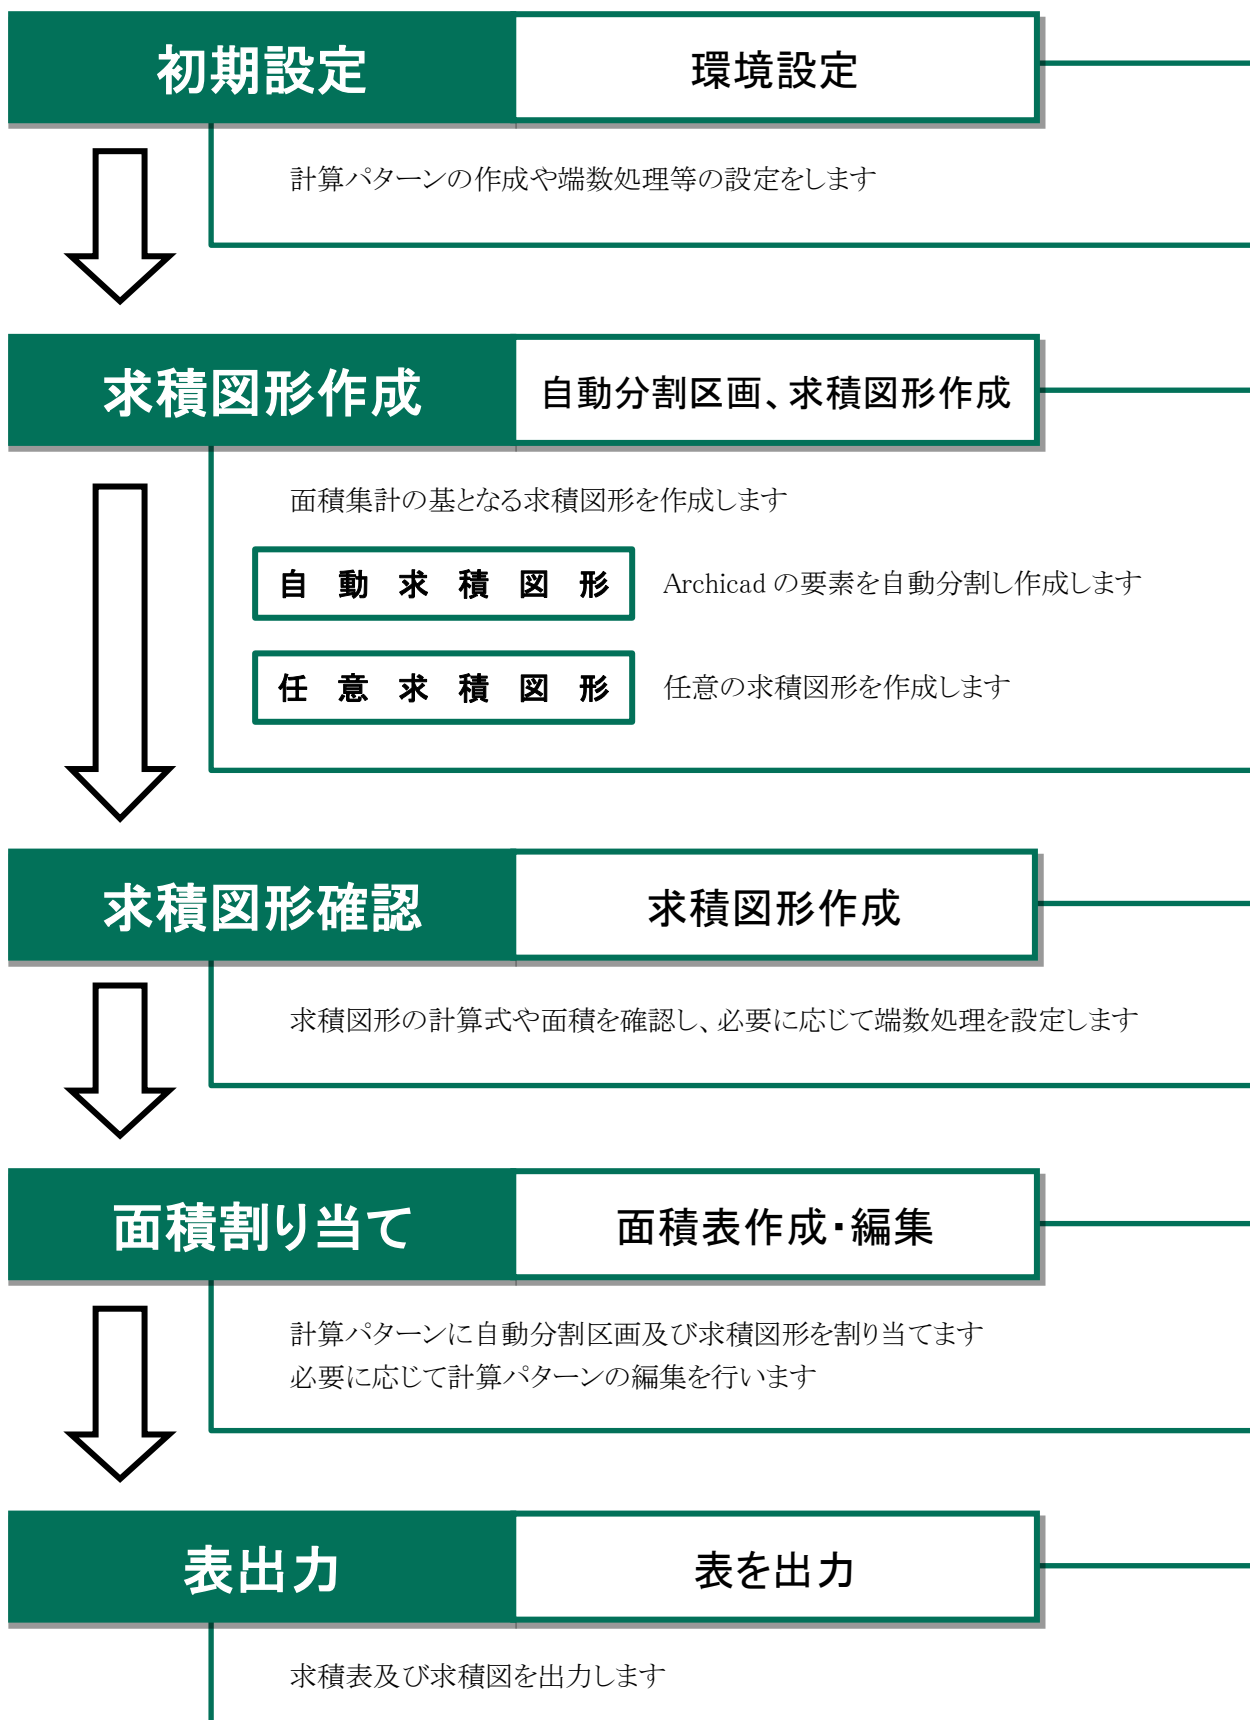 初期設定
環境設定
計算パターンの作成や端数処理等の設定をします
求積図形作成
自動分割区画、求積図形作成
面積集計の基となる求積図形を作成します
自動求積図形
Archicad の要素を自動分割し作成します
任意求積図形
任意の求積図形を作成します
求積図形確認
求積図形作成
求積図形の計算式や面積を確認し、必要に応じて端数処理を設定します
面積割り当て
面積表作成・編集
計算パターンに自動分割区画及び求積図形を割り当てます
必要に応じて計算パターンの編集を行います
表出力
表を出力
求積表及び求積図を出力します